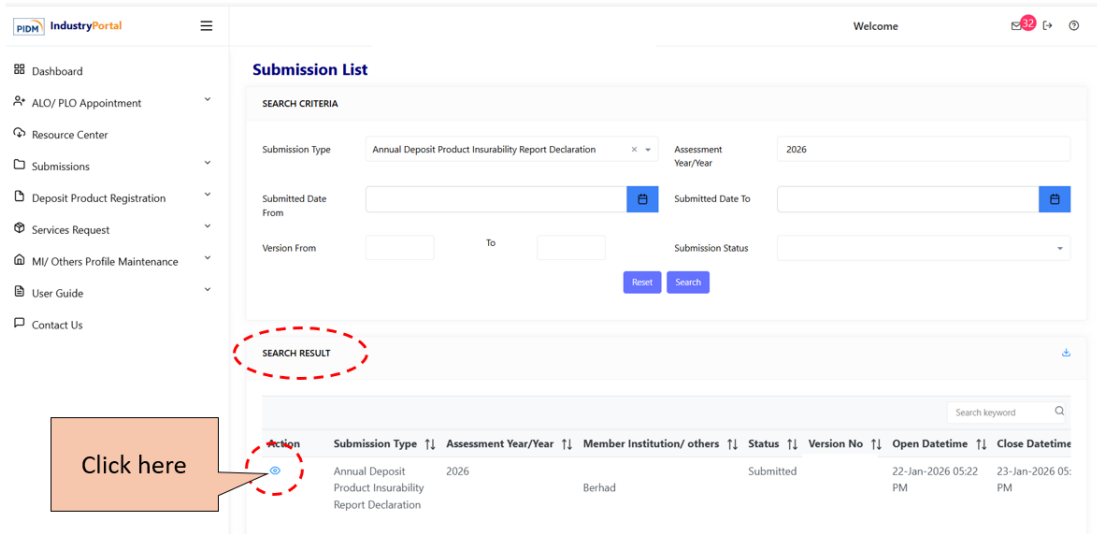 PIDM IndustryPortal
Welcome
32
Dashboard
ALO/ PLO Appointment
Resource Center
Submissions
Deposit Product Registration
Services Request
MI/ Others Profile Maintenance
User Guide
Contact Us
Submission List
SEARCH CRITERIA
Submission Type
Annual Deposit Product Insurability Report Declaration
Assessment
Year/Year
2026
Submitted Date
From
Submitted Date To
Version From
To
Submission Status
Reset
Search
SEARCH RESULT
Search keyword
Action Submission Type Assessment Year/Year Member Institution/ others Status Version No Open Datetime Close Datetime
Annual Deposit
Product Insurability
Report Declaration
2026
Berhad
Submitted
22-Jan-2026 05:22
PM
23-Jan-2026 05:
PM
Click here